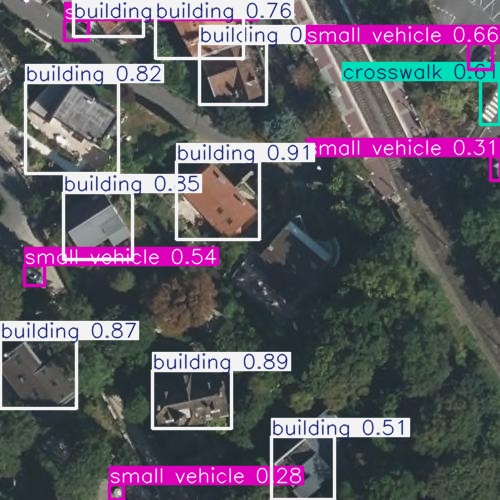 building
building 0.76
building 0.
small vehicle 0.66
building 0.82
crosswalk 0.61
building 0.91
small vehicle 0.31
building 0.85
small vehicle 0.54
building 0.87
building 0.89
building 0.51
small vehicle 0.28